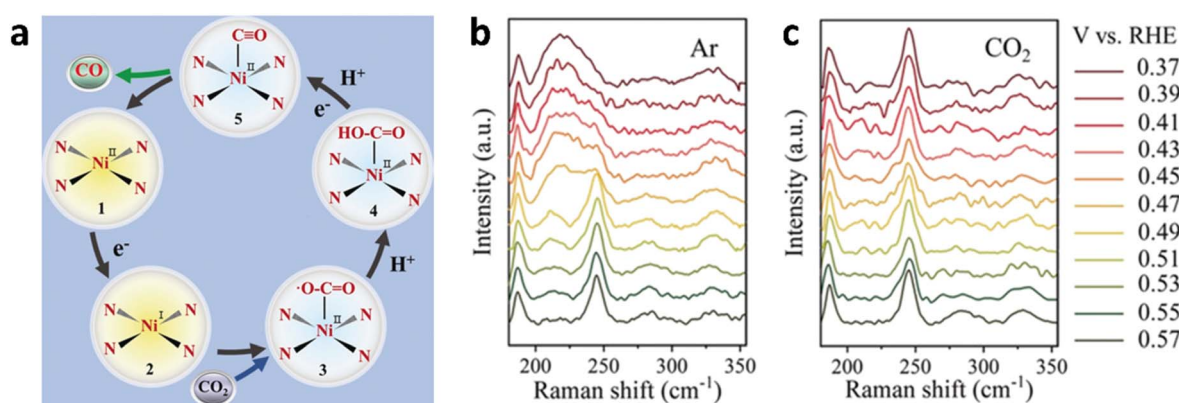 a
C≡O
Ni II
N
N
N
N
5
CO
H⁺
e⁻
HO-C=O
Ni II
N
N
N
N
4
Ni II
N
N
N
N
1
e⁻
H⁺
·O-C=O
Ni II
N
N
N
N
3
Ni I
N
N
N
N
2
CO₂
b
Ar
Intensity (a.u.)
200 250 300 350
Raman shift (cm⁻¹)
c
CO₂
Intensity (a.u.)
200 250 300 350
Raman shift (cm⁻¹)
V vs. RHE
0.37
0.39
0.41
0.43
0.45
0.47
0.49
0.51
0.53
0.55
0.57